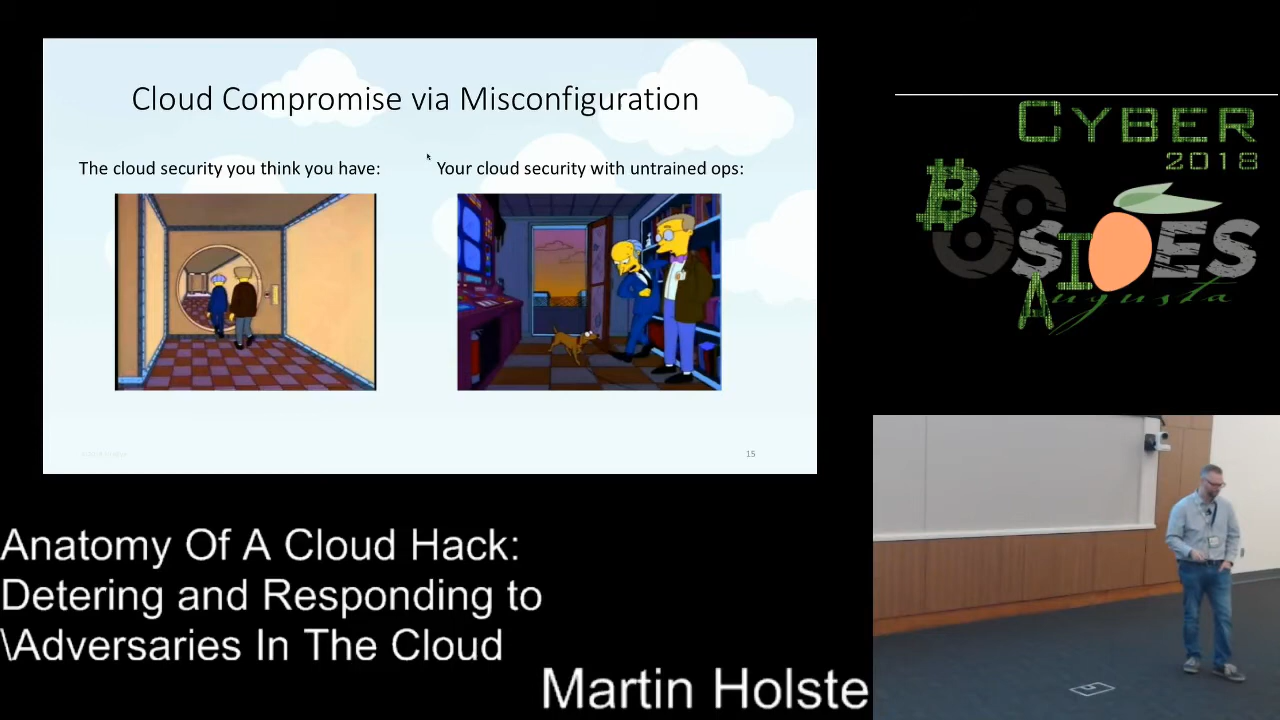 Cloud Compromise via Misconfiguration
The cloud security you think you have:
Your cloud security with untrained ops:
15
CYBER
2018
BSIDES
Augusta
Anatomy Of A Cloud Hack:
Detering and Responding to
\Adversaries In The Cloud
Martin Holste